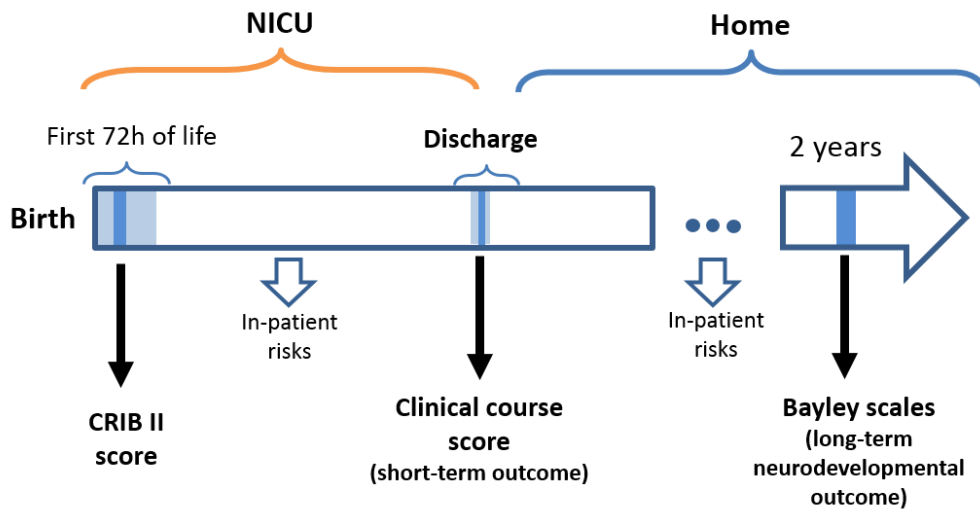 NICU
Home
First 72h of life
Discharge
2 years
Birth
In-patient
risks
In-patient
risks
CRIB II
score
Clinical course
score
(short-term outcome)
Bayley scales
(long-term
neurodevelopmental
outcome)